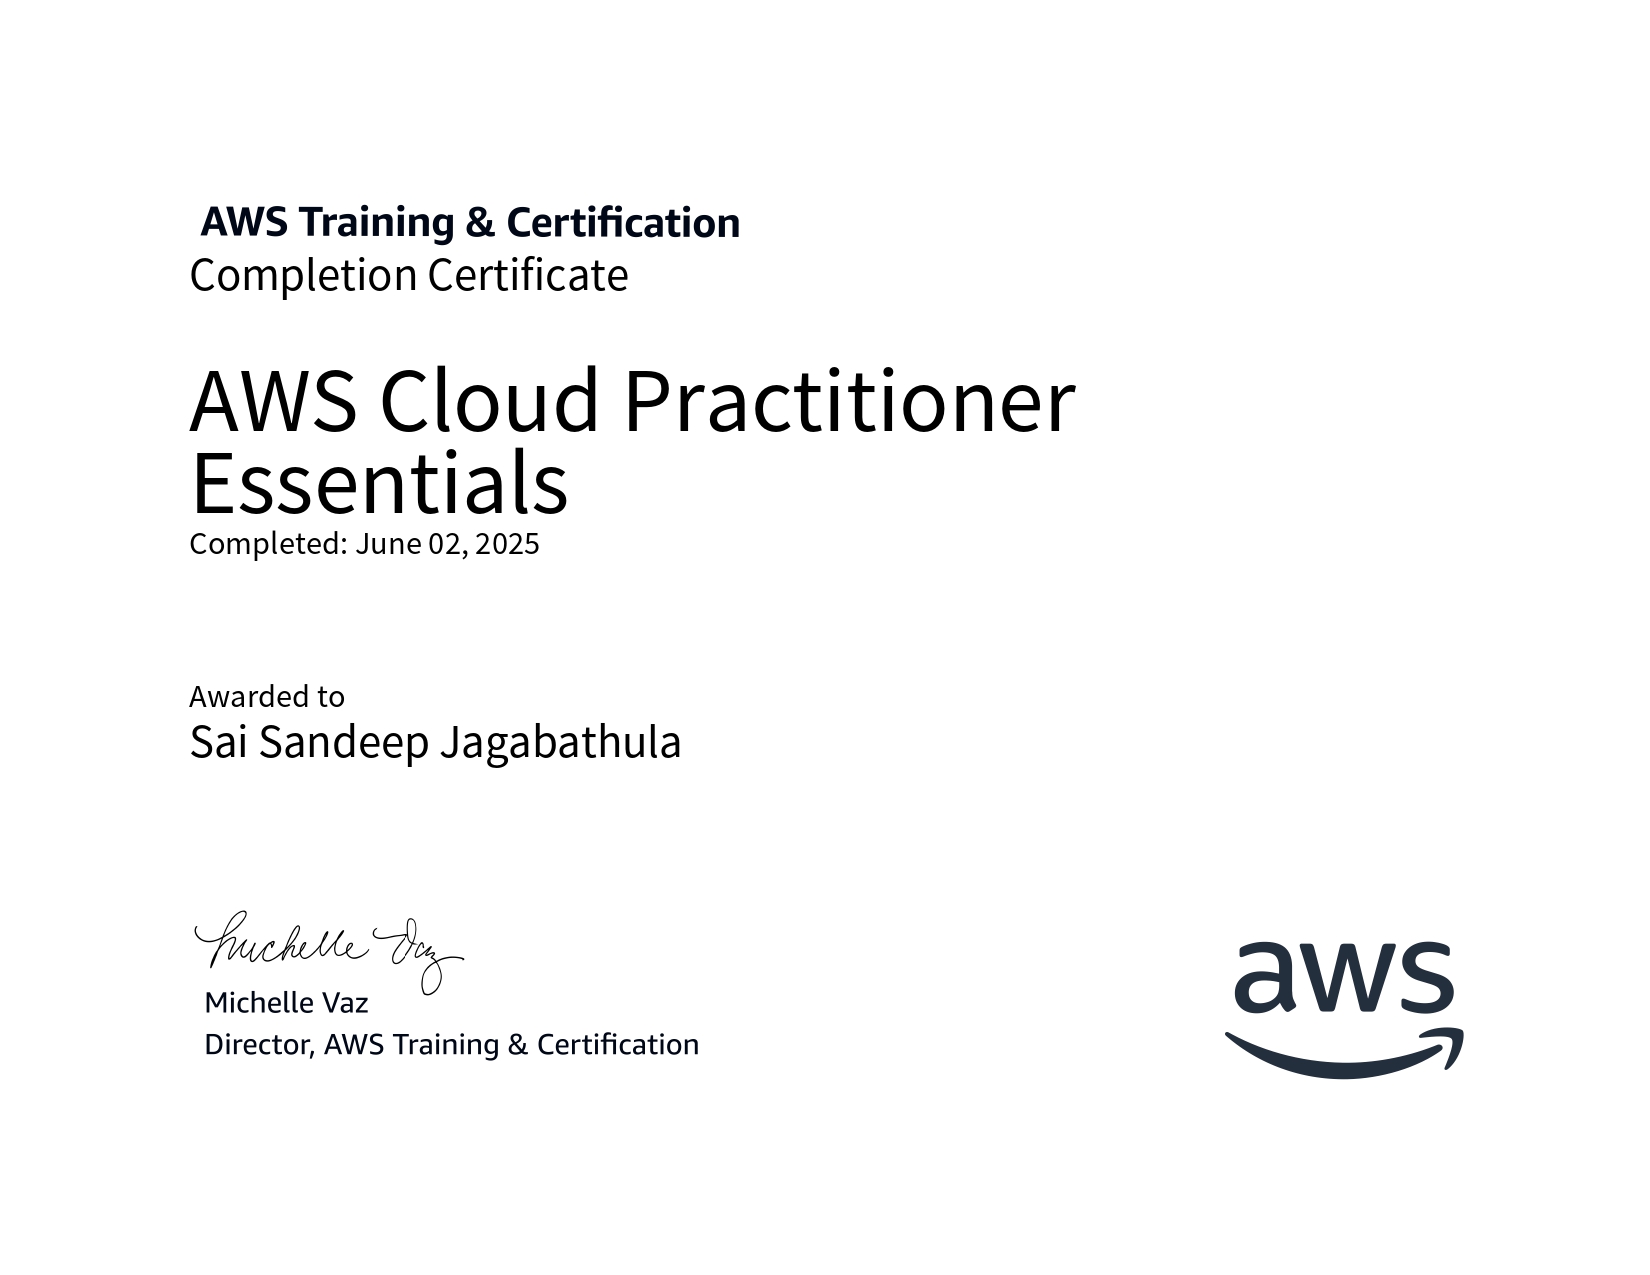 AWS Training & Certification
Completion Certificate
AWS Cloud Practitioner
Essentials
Completed: June 02, 2025
Awarded to
Sai Sandeep Jagabathula
Michelle Vaz
Michelle Vaz
Director, AWS Training & Certification
aws